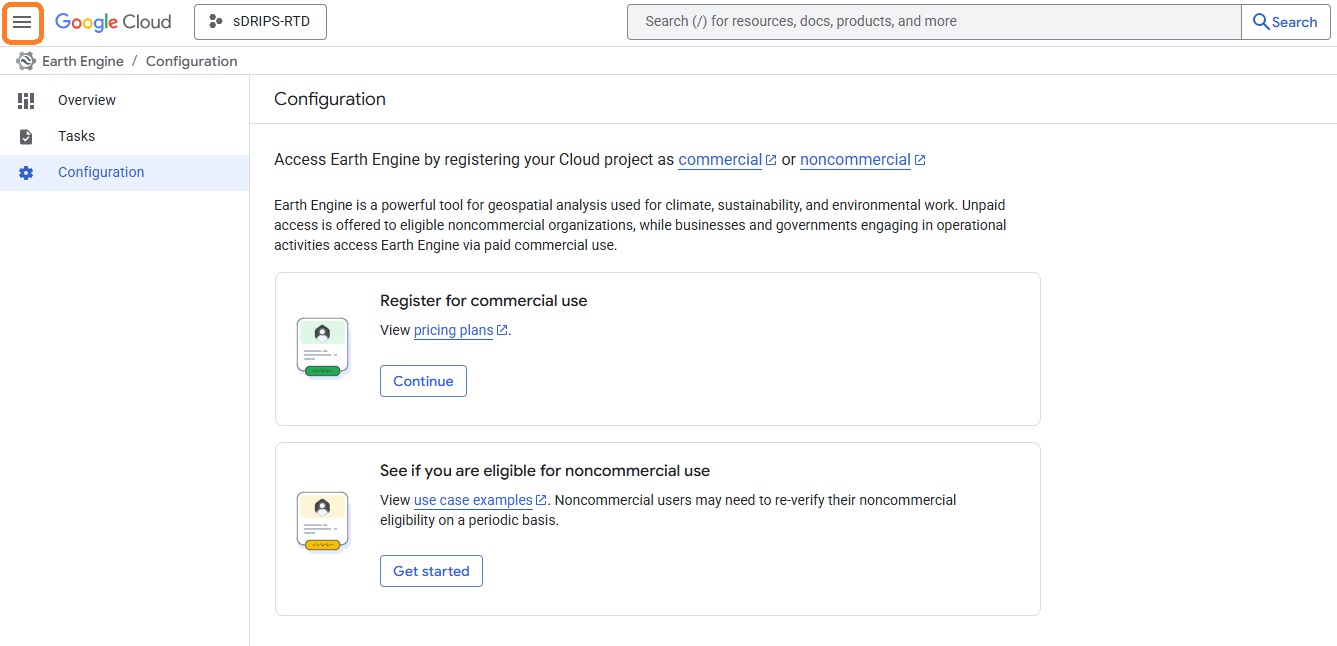 Google Cloud
sDRIPS-RTD
Search (/) for resources, docs, products, and more
Search
Earth Engine / Configuration
Overview
Tasks
Configuration
Configuration
Access Earth Engine by registering your Cloud project as commercial or noncommercial
Earth Engine is a powerful tool for geospatial analysis used for climate, sustainability, and environmental work. Unpaid
access is offered to eligible noncommercial organizations, while businesses and governments engaging in operational
activities access Earth Engine via paid commercial use.
Register for commercial use
View pricing plans.
Continue
See if you are eligible for noncommercial use
View use case examples. Noncommercial users may need to re-verify their noncommercial
eligibility on a periodic basis.
Get started